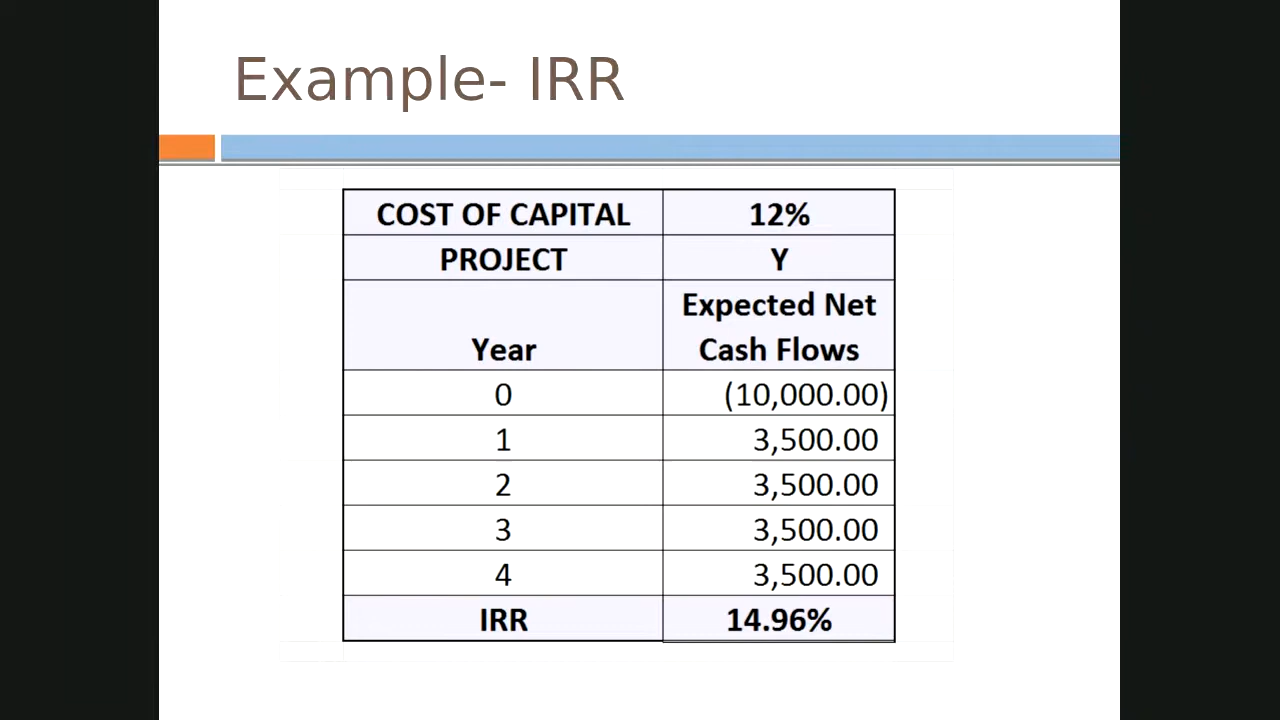 Example- IRR
COST OF CAPITAL 12%
PROJECT Y
Year Expected Net Cash Flows
0 (10,000.00)
1 3,500.00
2 3,500.00
3 3,500.00
4 3,500.00
IRR 14.96%